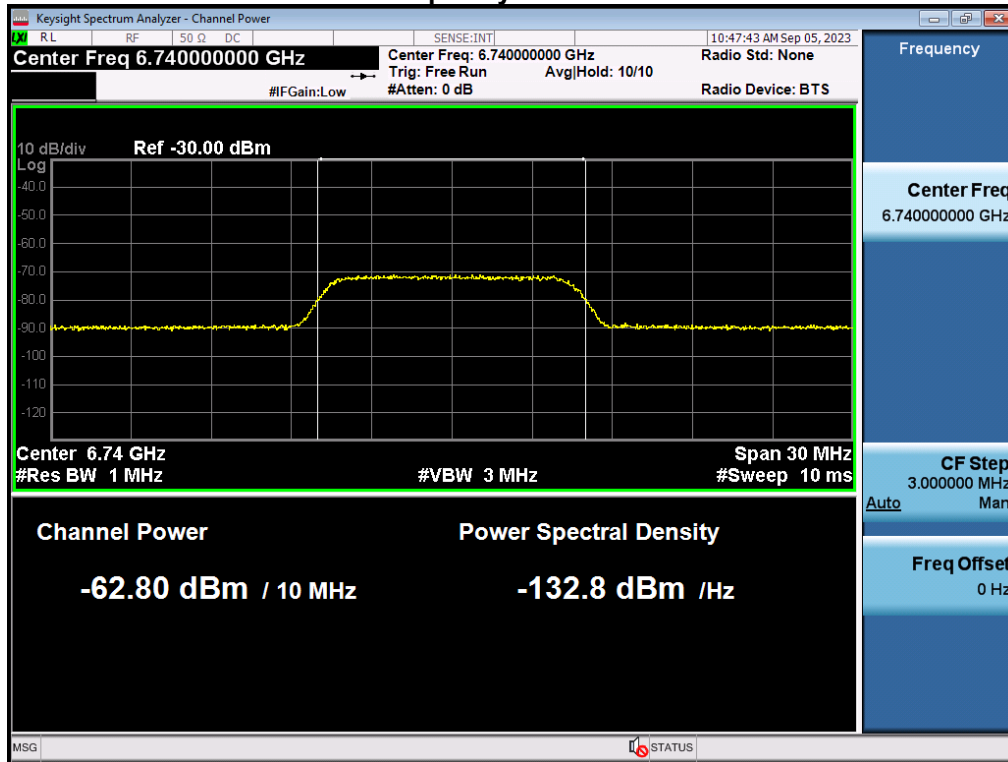 Keysight Spectrum Analyzer - Channel Power
LXI RL RF 50 Ω DC SENSE:INT 10:47:43 AM Sep 05, 2023
Center Freq 6.740000000 GHz
Center Freq: 6.740000000 GHz
Radio Std: None
Trig: Free Run Avg|Hold: 10/10
#IFGain:Low
#Atten: 0 dB
Radio Device: BTS
Frequency
10 dB/div Ref -30.00 dBm
Log
-40.0
-50.0
-60.0
-70.0
-80.0
-90.0
-100
-110
-120
Center 6.74 GHz Span 30 MHz
#Res BW 1 MHz #VBW 3 MHz #Sweep 10 ms
Channel Power Power Spectral Density
-62.80 dBm / 10 MHz -132.8 dBm /Hz
Center Freq
6.740000000 GHz
CF Step
3.000000 MHz
Auto Man
Freq Offset
0 Hz
MSG STATUS